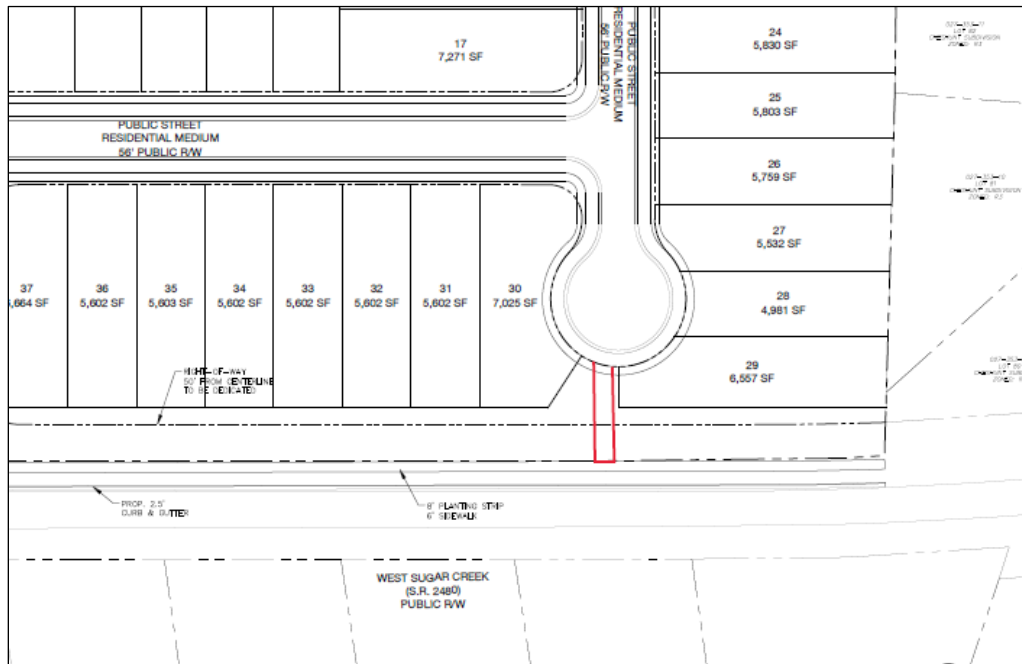 17
7,271 SF
PUBLIC STREET
RESIDENTIAL MEDIUM
56' PUBLIC R/W
24
5,830 SF
25
5,803 SF
26
5,759 SF
27
5,532 SF
28
4,981 SF
29
6,557 SF
PUBLIC STREET
RESIDENTIAL MEDIUM
56' PUBLIC R/W
37
,664 SF
36
5,602 SF
35
5,603 SF
34
5,602 SF
33
5,602 SF
32
5,602 SF
31
5,602 SF
30
7,025 SF
RIGHT-OF-WAY
50' FROM CENTERLINE
TO BE DEDICATED
PROP. 2.5'
CURB & GUTTER
8' PLANTING STRIP
6' SIDEWALK
WEST SUGAR CREEK
(S.R. 2480)
PUBLIC R/W